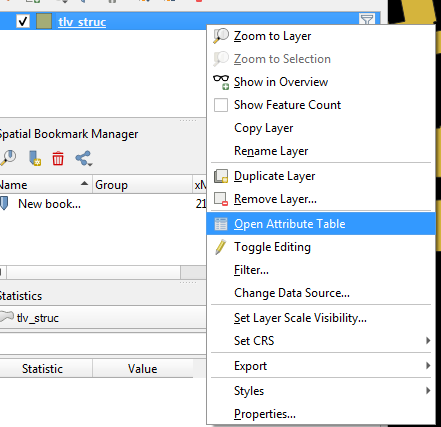 tlv_struc
Zoom to Layer
Zoom to Selection
Show in Overview
Show Feature Count
Copy Layer
Rename Layer
Duplicate Layer
Remove Layer...
Open Attribute Table
Toggle Editing
Filter...
Change Data Source...
Set Layer Scale Visibility...
Set CRS
Export
Styles
Properties...
Spatial Bookmark Manager
Name Group xM
New book... 21
Statistics
tlv_struc
Statistic Value